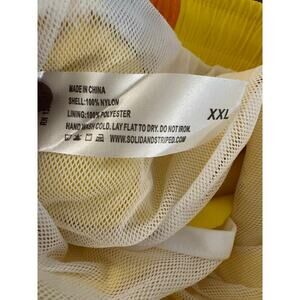 MADE IN CHINA
SHELL:100% NYLON
LINING:100% POLYESTER
HAND WASH COLD. LAY FLAT TO DRY. DO NOT IRON.
WWW.SOLIDANDSTRIPED.COM
XXL
RN